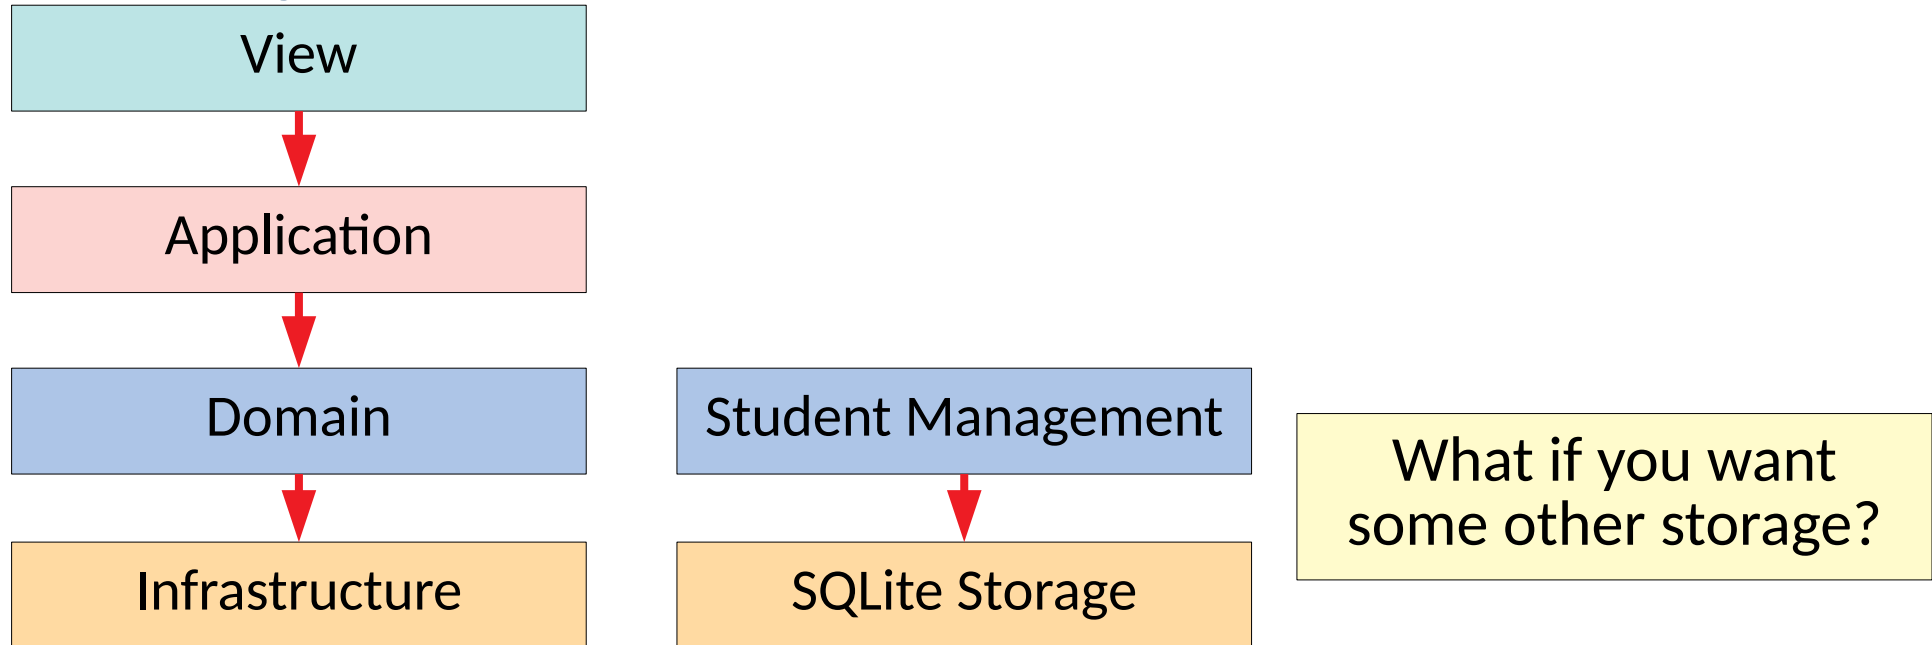 View
Application
Domain
Student Management
What if you want
some other storage?
Infrastructure
SQLite Storage